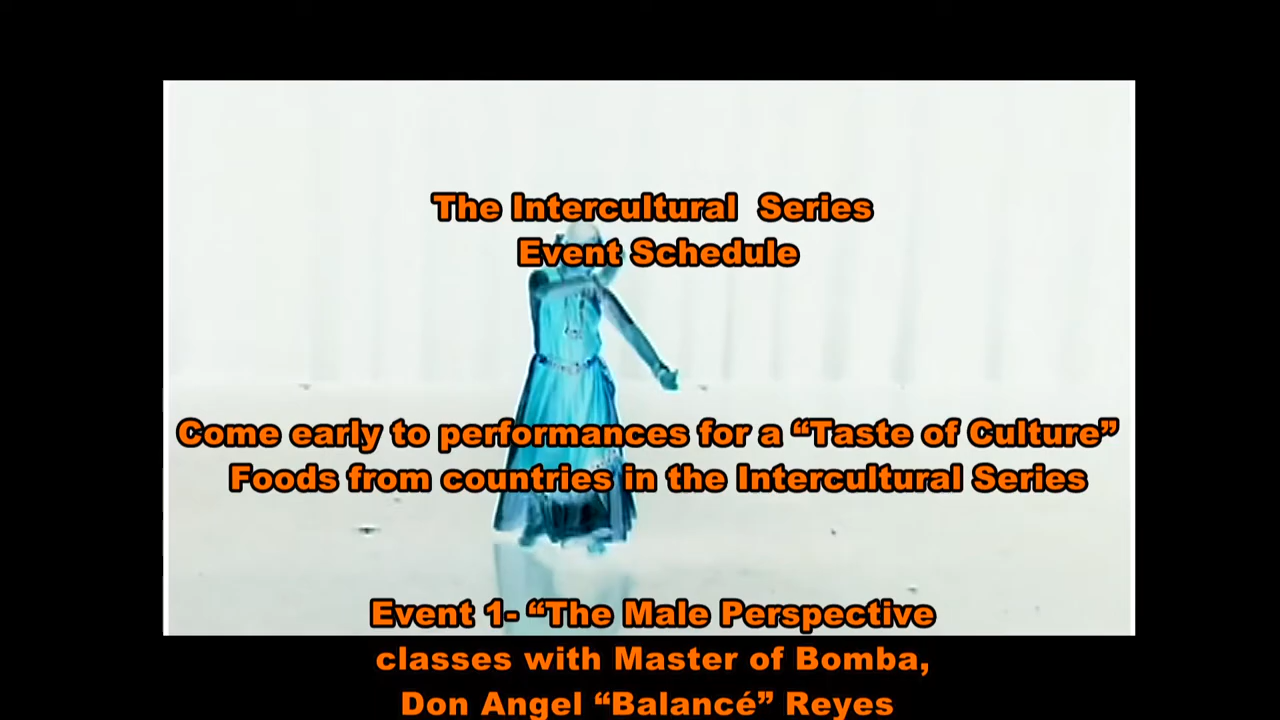 The Intercultural  Series
Event Schedule
Come early to performances for a “Taste of Culture”
Foods from countries in the Intercultural Series
Event 1- “The Male Perspective
classes with Master of Bomba,
Don Angel “Balancé” Reyes